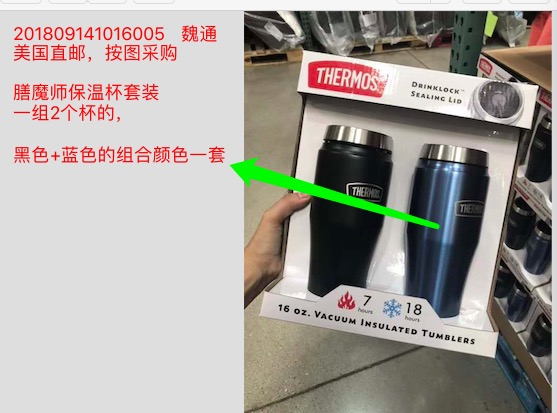 201809141016005 魏通
美国直邮，按图采购
膳魔师保温杯套装
一组2个杯的，
黑色+蓝色的组合颜色一套
THERMOS
DRINKLOCK™
SEALING LID
THERMOS
THERMOS
7 hours
18 hours
16 OZ. VACUUM INSULATED TUMBLERS